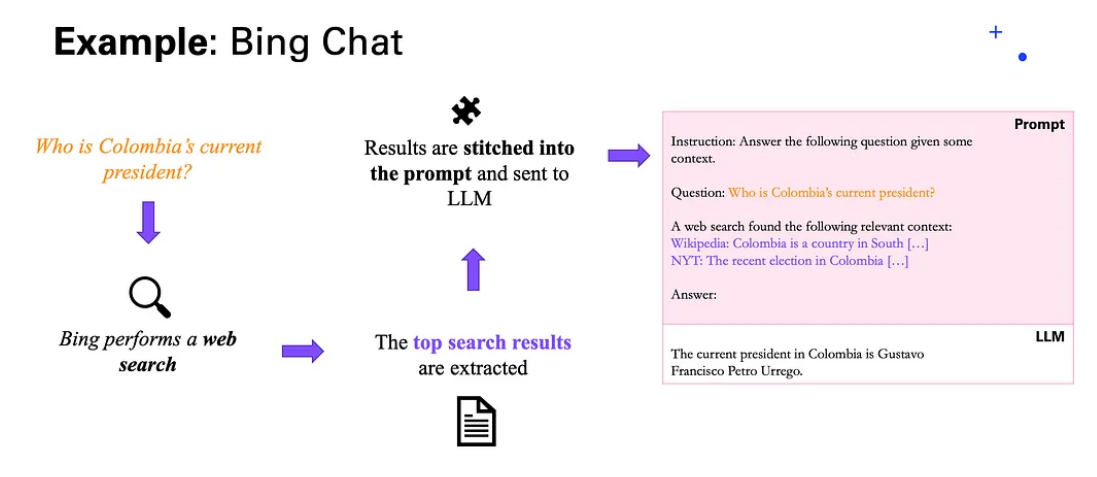 Example: Bing Chat
Who is Colombia’s current
president?
Bing performs a web
search
The top search results
are extracted
Results are stitched into
the prompt and sent to
LLM
Prompt
Instruction: Answer the following question given some
context.
Question: Who is Colombia’s current president?
A web search found the following relevant context:
Wikipedia: Colombia is a country in South […]
NYT: The recent election in Colombia […]
Answer:
LLM
The current president in Colombia is Gustavo
Francisco Petro Urrego.